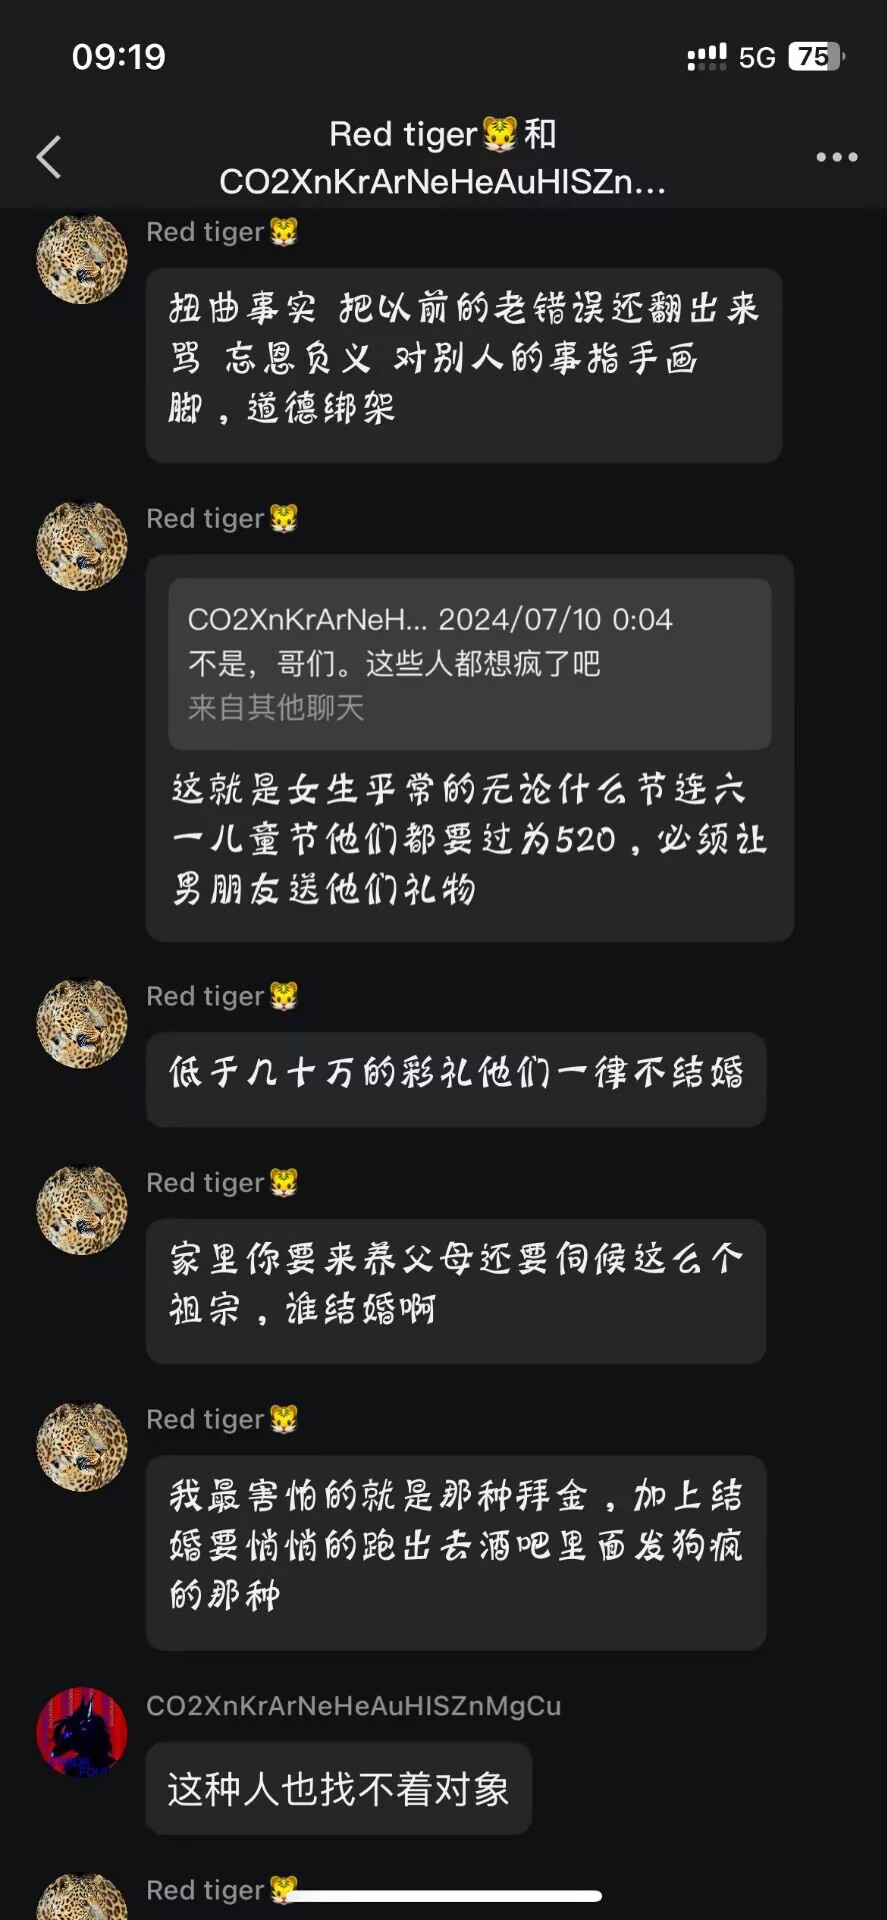 09:19
5G 75
Red tiger🐯和
CO2XnKrArNeHeAuHISZn...
Red tiger🐯
扭曲事实 把以前的老错误还翻出来
骂 忘恩负义 对别人的事指手画
脚，道德绑架
Red tiger🐯
CO2XnKrArNeH... 2024/07/10 0:04
不是，哥们。这些人都想疯了吧
来自其他聊天
这就是女生平常的无论什么节连六
一儿童节他们都要过为520，必须让
男朋友送他们礼物
Red tiger🐯
低于几十万的彩礼他们一律不结婚
Red tiger🐯
家里你要来养父母还要伺候这么个
祖宗，谁结婚啊
Red tiger🐯
我最害怕的就是那种拜金，加上结
婚要悄悄的跑出去酒吧里面发狗疯
的那种
CO2XnKrArNeHeAuHISZnMgCu
这种人也找不着对象
Red tiger🐯